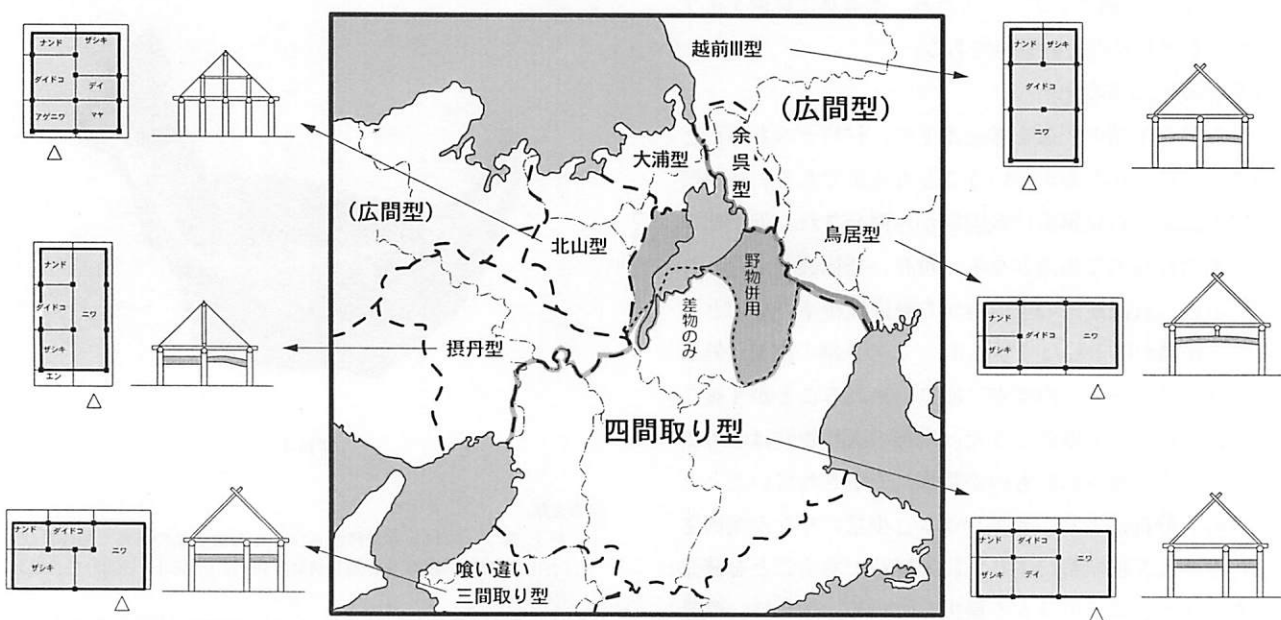 ナンド
ザシキ
ダイドコ
デイ
アゲニワ
マヤ
△
ナンド
ダイドコ
ニワ
ザシキ
エン
△
ナンド
ダイドコ
ニワ
ザシキ
△
越前III型
(広間型)
余呉型
大浦型
(広間型)
北山型
鳥居型
野物併用
差物のみ
摂丹型
四間取り型
喰い違い
三間取り型
ナンド
ザシキ
ダイドコ
ニワ
△
ナンド
ダイドコ
ニワ
ザシキ
△
ナンド
ダイドコ
ニワ
ザシキ
デイ
△